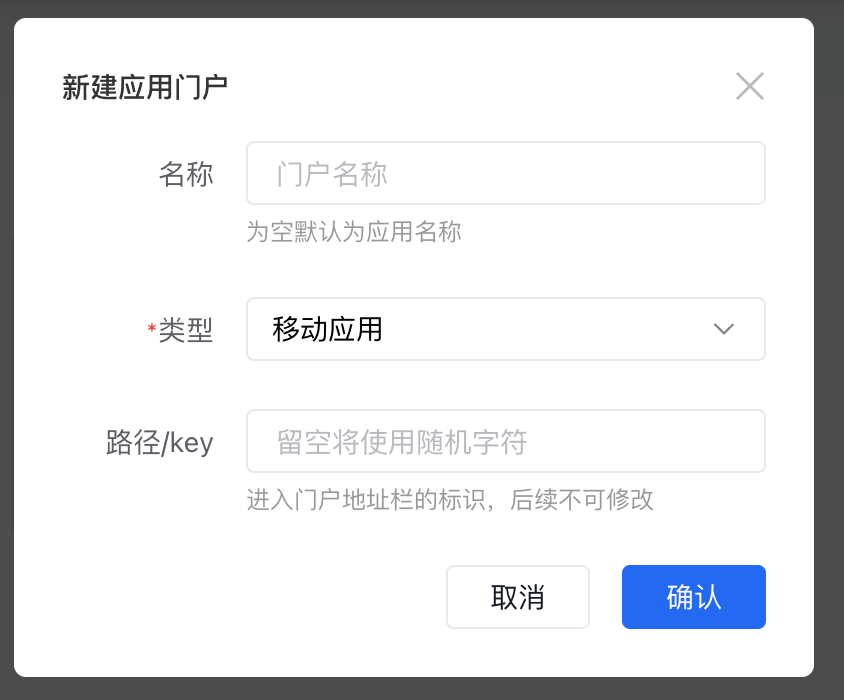 新建应用门户
名称
门户名称
为空默认为应用名称
*类型
移动应用
路径/key
留空将使用随机字符
进入门户地址栏的标识，后续不可修改
取消
确认